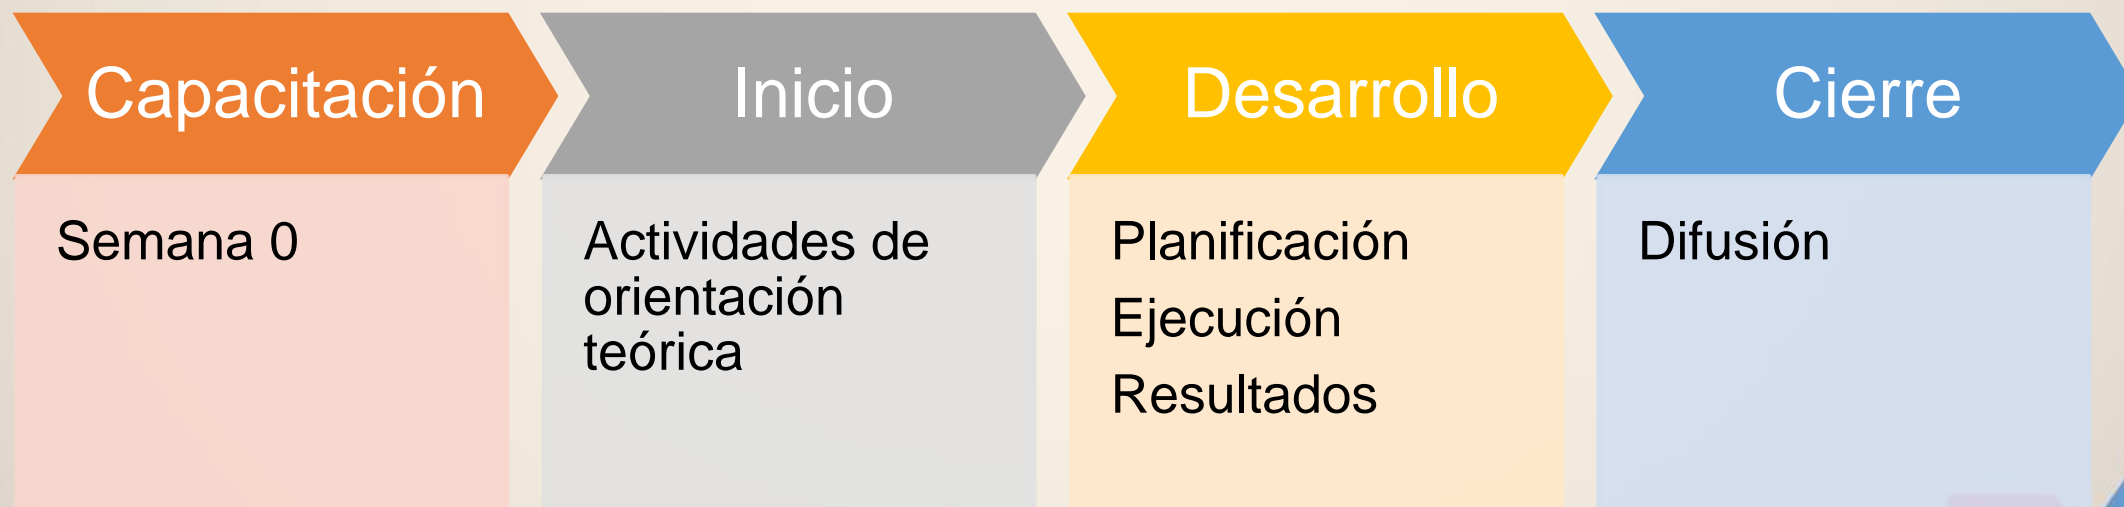 Capacitación
Semana 0
Inicio
Actividades de
orientación
teórica
Desarrollo
Planificación
Ejecución
Resultados
Cierre
Difusión